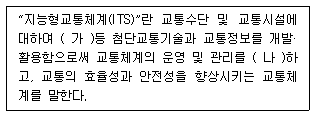 “지능형교통체계(ITS)”란 교통수단 및 교통시설에
대하며 ( 가 )등 첨단교통기술과 교통정보를 개발·
활용함으로써 교통체계의 운영 및 관리를 ( 나 )하
고, 교통의 효율성과 안전성을 향상시키는 교통체
계를 말한다.